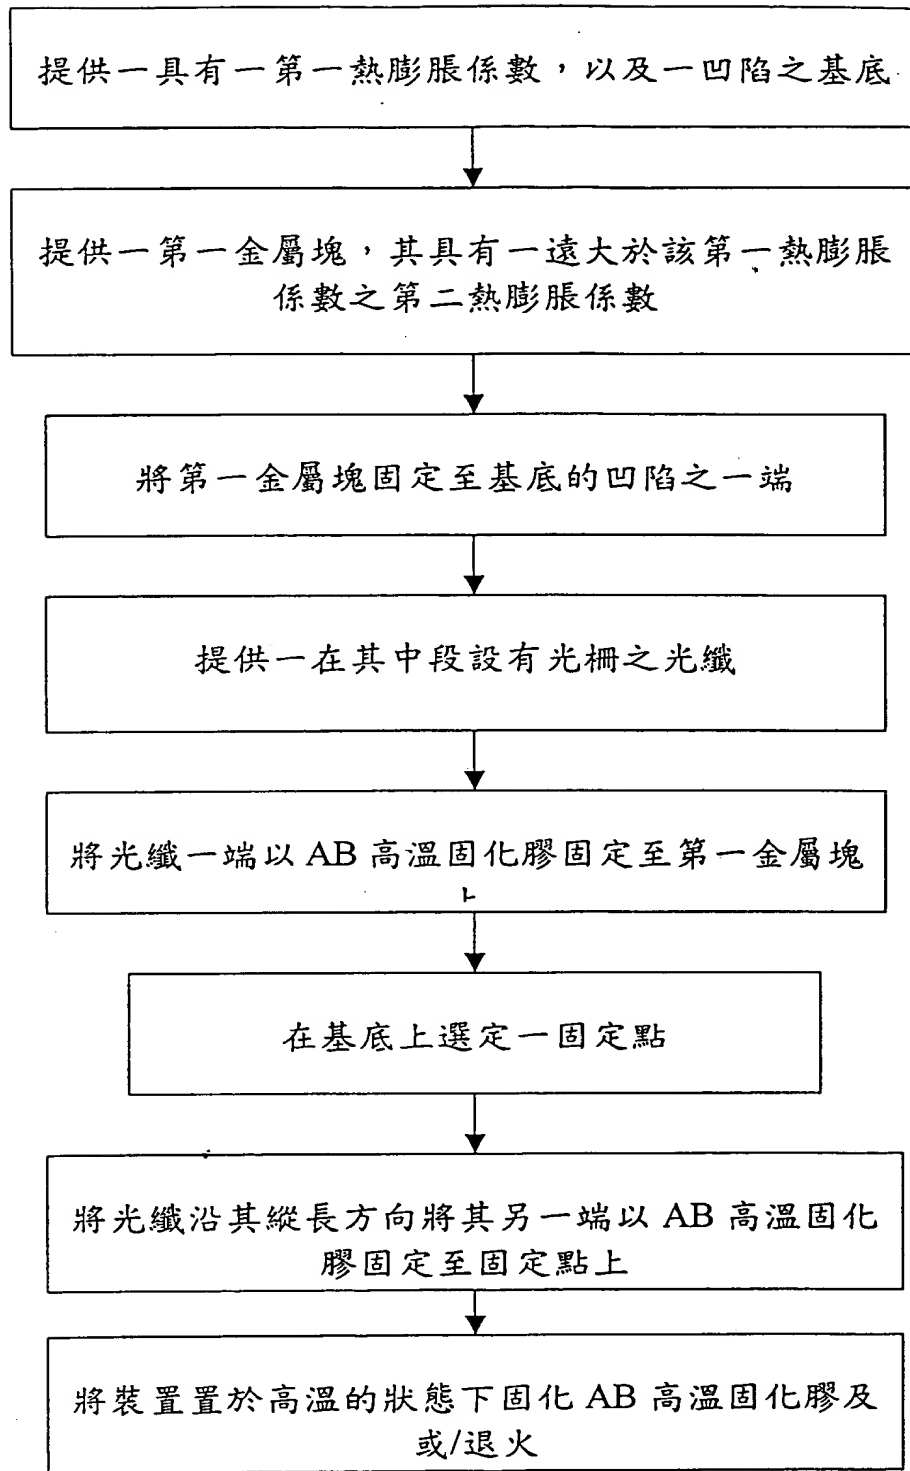 提供一具有一第一熱膨脹係數，以及一凹陷之基底
提供一第一金屬塊，其具有一遠大於該第一熱膨脹
係數之第二熱膨脹係數
將第一金屬塊固定至基底的凹陷之一端
提供一在其中段設有光柵之光纖
將光纖一端以 AB 高溫固化膠固定至第一金屬塊
在基底上選定一固定點
將光纖沿其縱長方向將其另一端以 AB 高溫固化
膠固定至固定點上
將裝置置於高溫的狀態下固化 AB 高溫固化膠及
或/退火